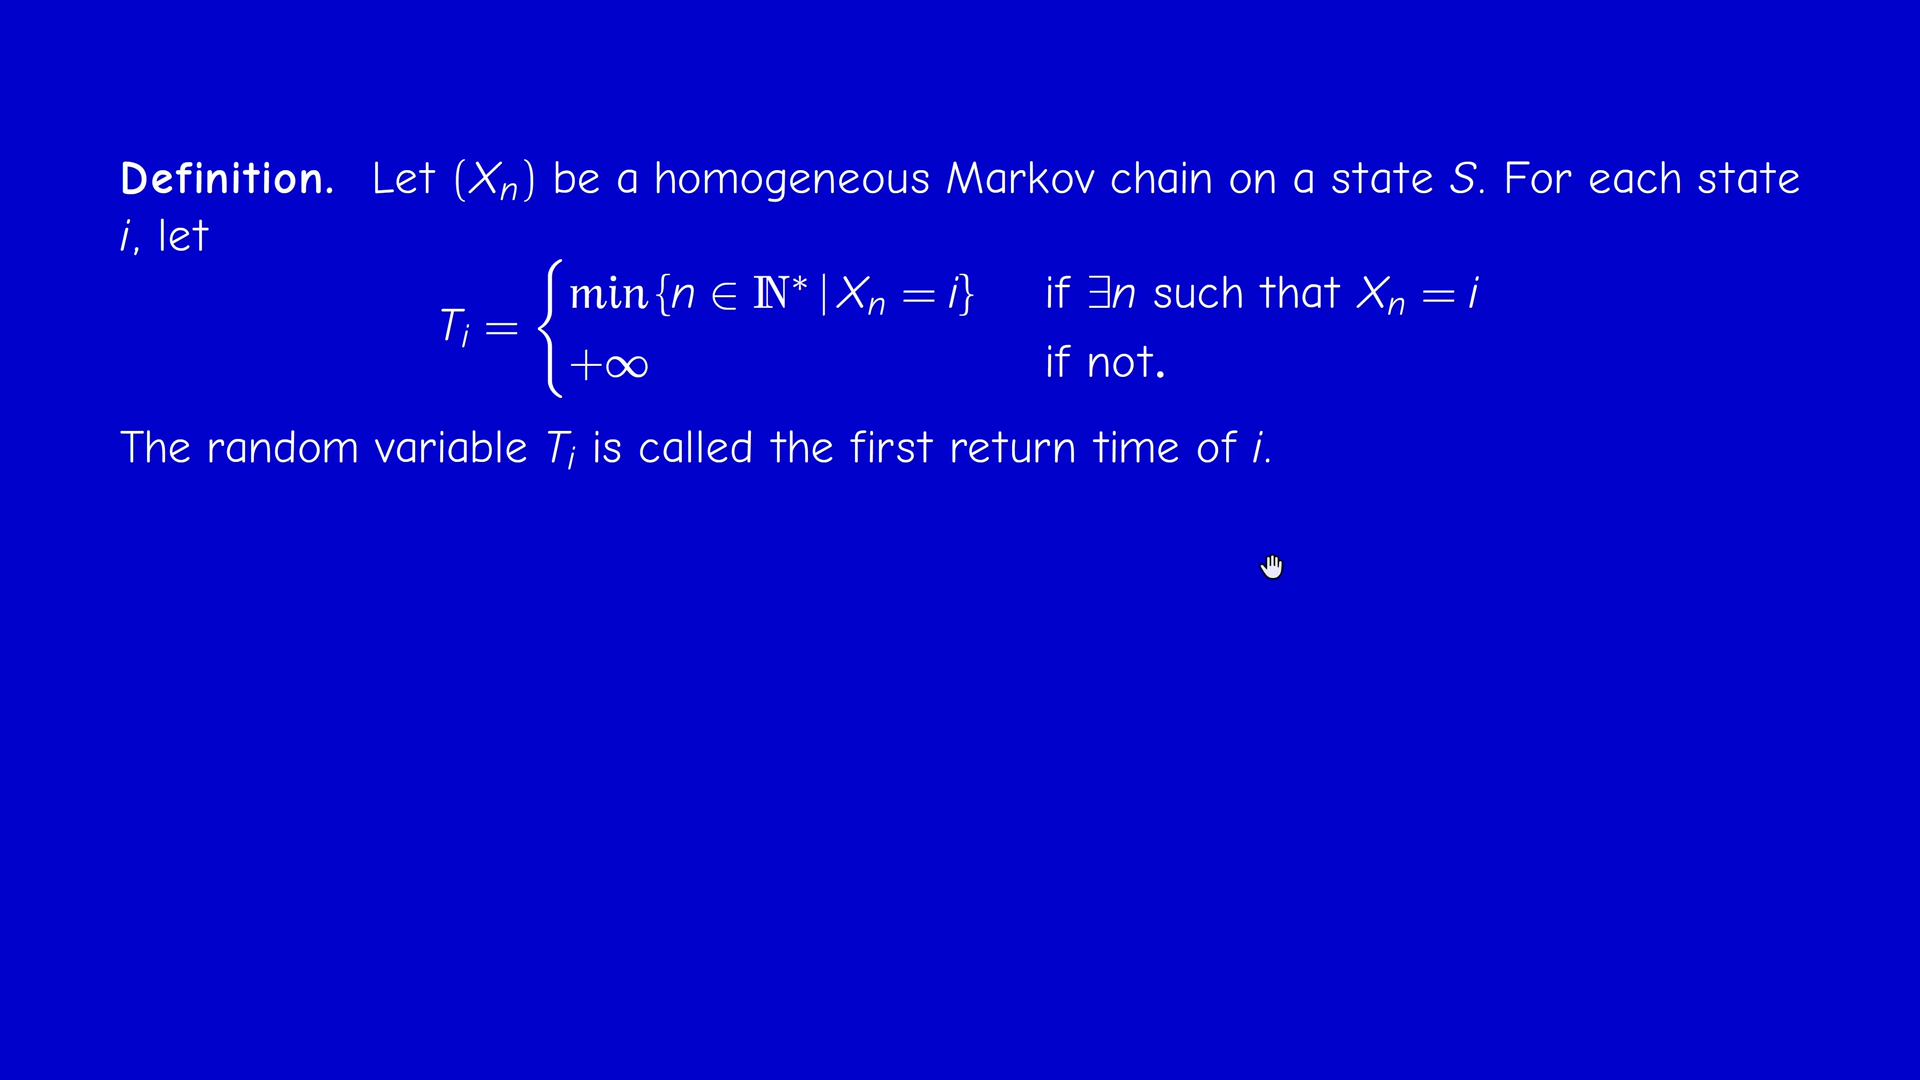 Definition. Let (Xₙ) be a homogeneous Markov chain on a state S. For each state
i, let
Tᵢ = { min {n ∈ ℕ* | Xₙ = i} if ∃n such that Xₙ = i
+∞ if not.
The random variable Tᵢ is called the first return time of i.